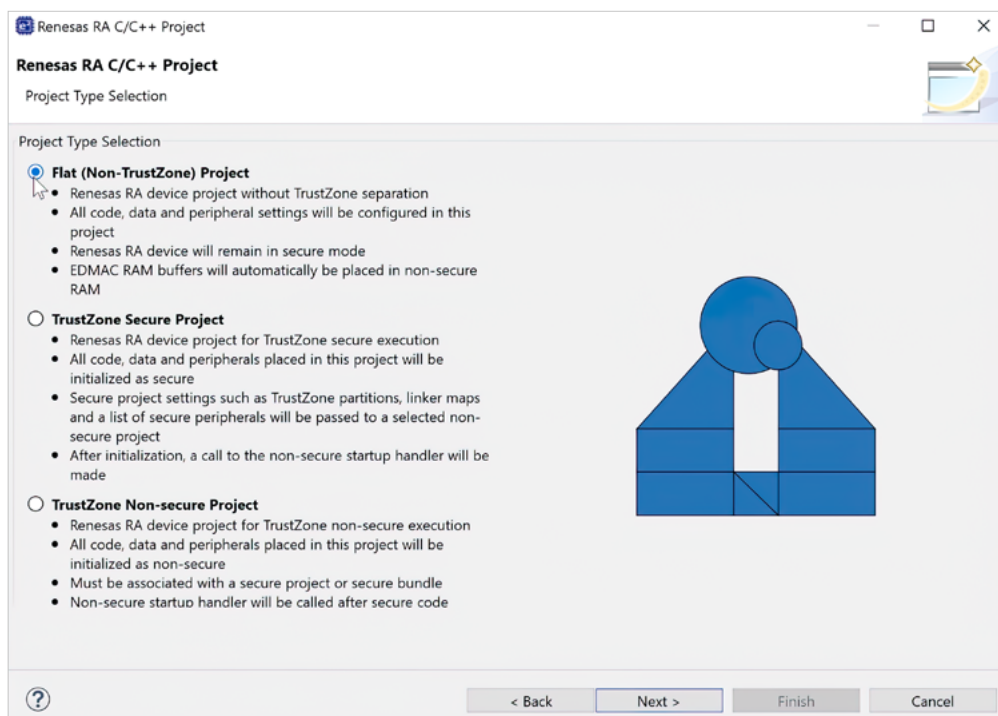 Renesas RA C/C++ Project
Renesas RA C/C++ Project
Project Type Selection
Project Type Selection
Flat (Non-TrustZone) Project
• Renesas RA device project without TrustZone separation
• All code, data and peripheral settings will be configured in this
project
• Renesas RA device will remain in secure mode
• EDMAC RAM buffers will automatically be placed in non-secure
RAM
TrustZone Secure Project
• Renesas RA device project for TrustZone secure execution
• All code, data and peripherals placed in this project will be
initialized as secure
• Secure project settings such as TrustZone partitions, linker maps
and a list of secure peripherals will be passed to a selected non-
secure project
• After initialization, a call to the non-secure startup handler will be
made
TrustZone Non-secure Project
• Renesas RA device project for TrustZone non-secure execution
• All code, data and peripherals placed in this project will be
initialized as non-secure
• Must be associated with a secure project or secure bundle
• Non-secure startup handler will be called after secure code
?
< Back
Next >
Finish
Cancel